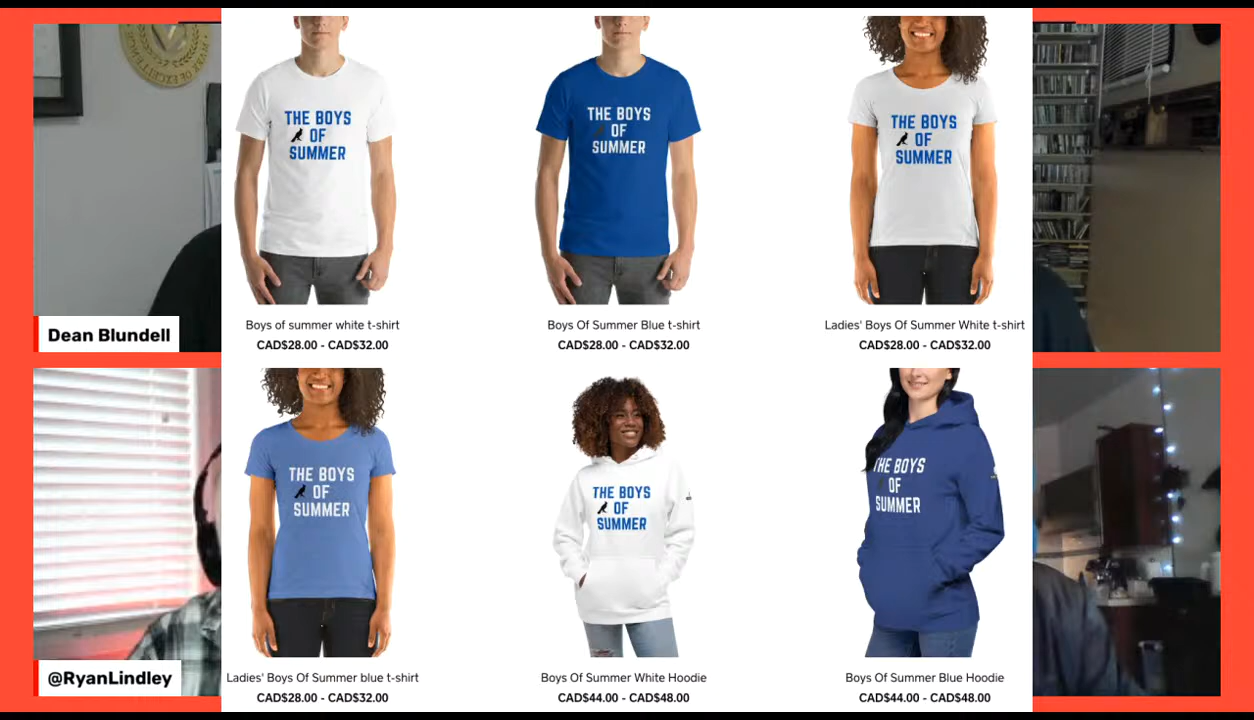 THE BOYS
OF
SUMMER
Boys of summer white t-shirt
CAD$28.00 - CAD$32.00
THE BOYS
OF
SUMMER
Boys Of Summer Blue t-shirt
CAD$28.00 - CAD$32.00
THE BOYS
OF
SUMMER
Ladies' Boys Of Summer White t-shirt
CAD$28.00 - CAD$32.00
Dean Blundell
THE BOYS
OF
SUMMER
Ladies' Boys Of Summer blue t-shirt
CAD$28.00 - CAD$32.00
THE BOYS
OF
SUMMER
Boys Of Summer White Hoodie
CAD$44.00 - CAD$48.00
THE BOYS
OF
SUMMER
Boys Of Summer Blue Hoodie
CAD$44.00 - CAD$48.00
@RyanLindley